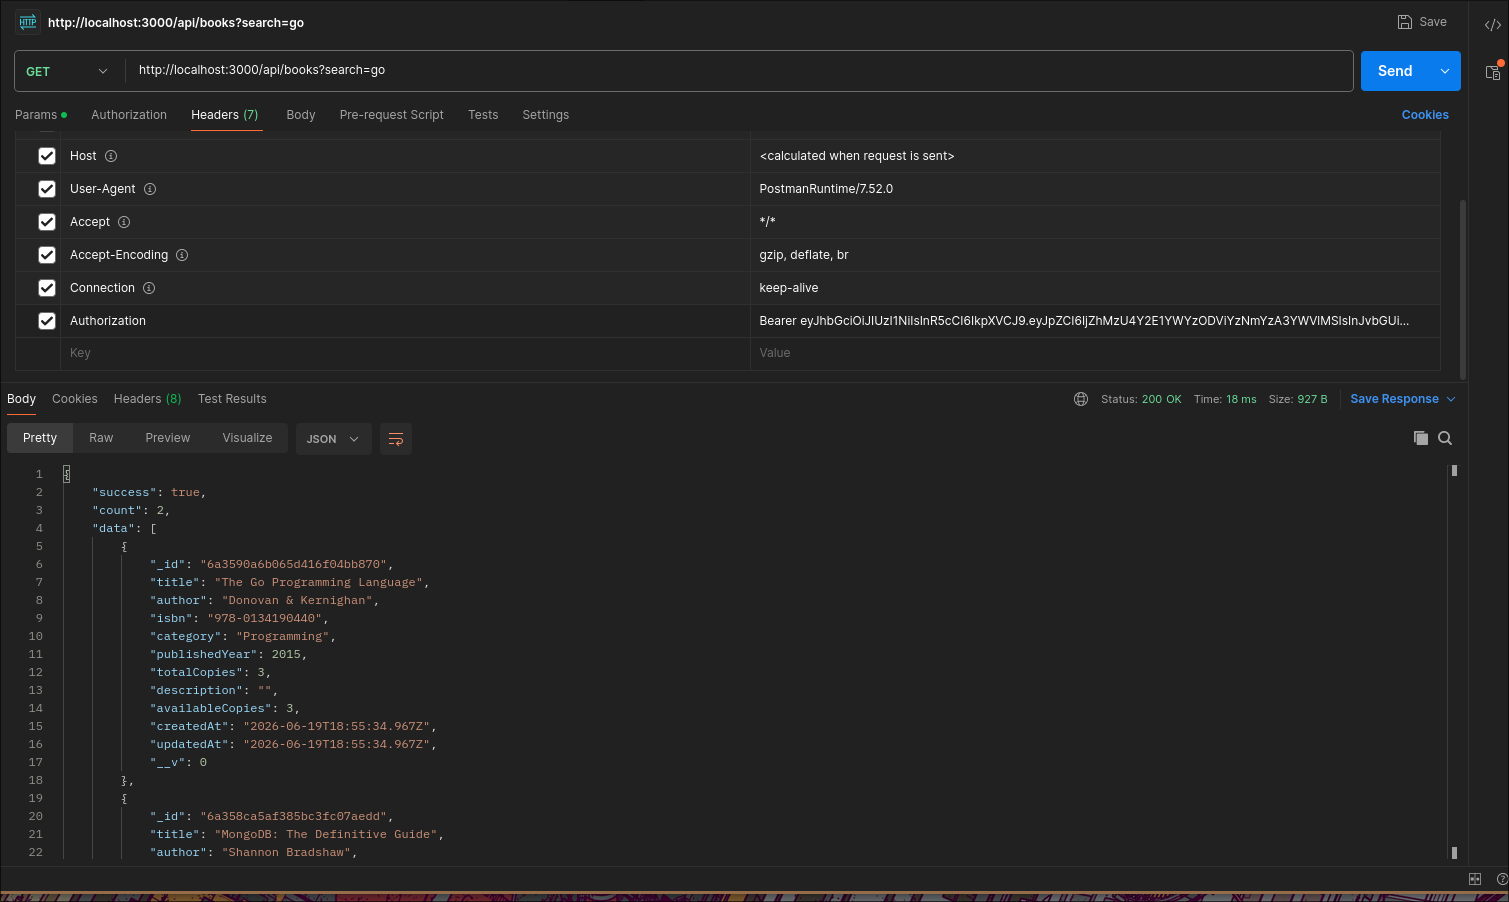 HTTP http://localhost:3000/api/books?search=go Save
GET http://localhost:3000/api/books?search=go Send
Params Authorization Headers (7) Body Pre-request Script Tests Settings Cookies
Host <calculated when request is sent>
User-Agent PostmanRuntime/7.52.0
Accept */*
Accept-Encoding gzip, deflate, br
Connection keep-alive
Authorization Bearer eyJhbGciOiJIUzI1NiIsInR5cCI6IkpXVCJ9.eyJpZCI6IjZhMzU4Y2E1YWYzODViYzNmYzA3YWVlMSIsInJvbGUi...
Key Value
Body Cookies Headers (8) Test Results Status: 200 OK Time: 18 ms Size: 927 B Save Response
Pretty Raw Preview Visualize JSON
1 {
2 "success": true,
3 "count": 2,
4 "data": [
5 {
6 "_id": "6a3590a6b065d416f04bb870",
7 "title": "The Go Programming Language",
8 "author": "Donovan & Kernighan",
9 "isbn": "978-0134190440",
10 "category": "Programming",
11 "publishedYear": 2015,
12 "totalCopies": 3,
13 "description": "",
14 "availableCopies": 3,
15 "createdAt": "2026-06-19T18:55:34.967Z",
16 "updatedAt": "2026-06-19T18:55:34.967Z",
17 "__v": 0
18 },
19 {
20 "_id": "6a358ca5af385bc3fc07aedd",
21 "title": "MongoDB: The Definitive Guide",
22 "author": "Shannon Bradshaw",